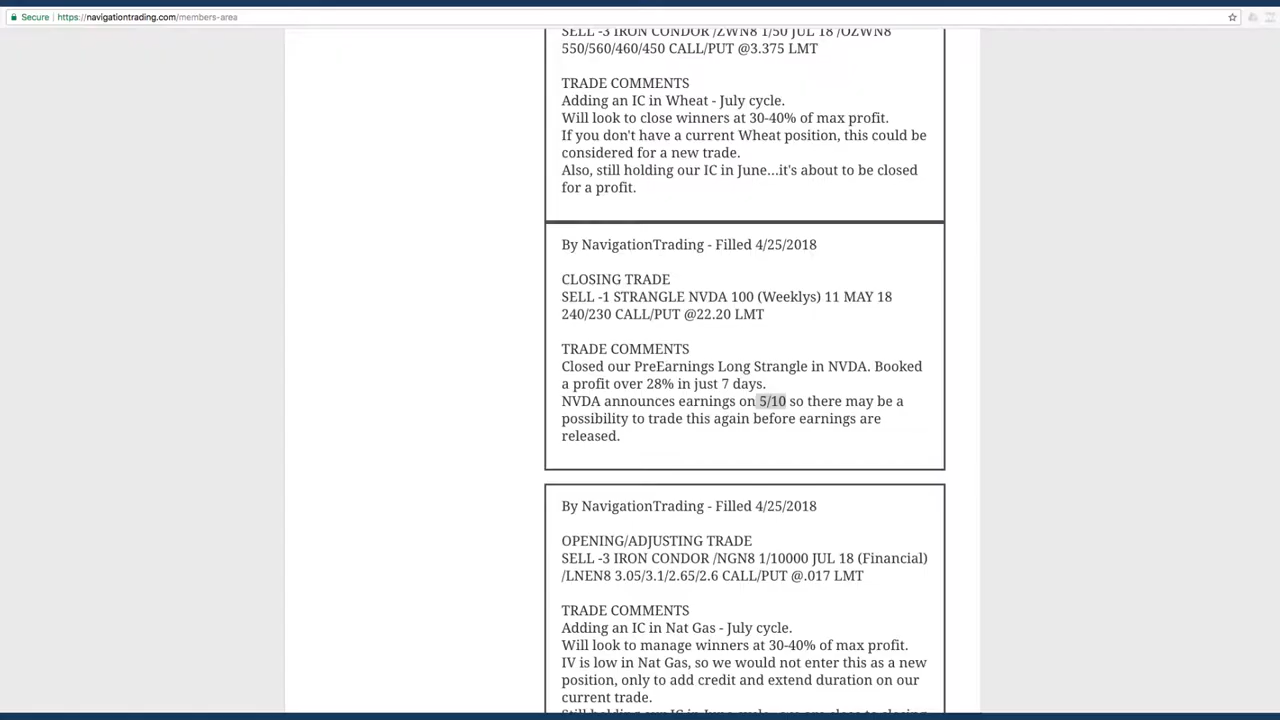 Secure https://navigationtrading.com/members-area
SELL -3 IRON CONDOR /ZWN8 1/50 JUL 18 /OZWN8
550/560/460/450 CALL/PUT @3.375 LMT
TRADE COMMENTS
Adding an IC in Wheat - July cycle.
Will look to close winners at 30-40% of max profit.
If you don't have a current Wheat position, this could be
considered for a new trade.
Also, still holding our IC in June...it's about to be closed
for a profit.
By NavigationTrading - Filled 4/25/2018
CLOSING TRADE
SELL -1 STRANGLE NVDA 100 (Weeklys) 11 MAY 18
240/230 CALL/PUT @22.20 LMT
TRADE COMMENTS
Closed our PreEarnings Long Strangle in NVDA. Booked
a profit over 28% in just 7 days.
NVDA announces earnings on 5/10 so there may be a
possibility to trade this again before earnings are
released.
By NavigationTrading - Filled 4/25/2018
OPENING/ADJUSTING TRADE
SELL -3 IRON CONDOR /NGN8 1/10000 JUL 18 (Financial)
/LNEN8 3.05/3.1/2.65/2.6 CALL/PUT @.017 LMT
TRADE COMMENTS
Adding an IC in Nat Gas - July cycle.
Will look to manage winners at 30-40% of max profit.
IV is low in Nat Gas, so we would not enter this as a new
position, only to add credit and extend duration on our
current trade.